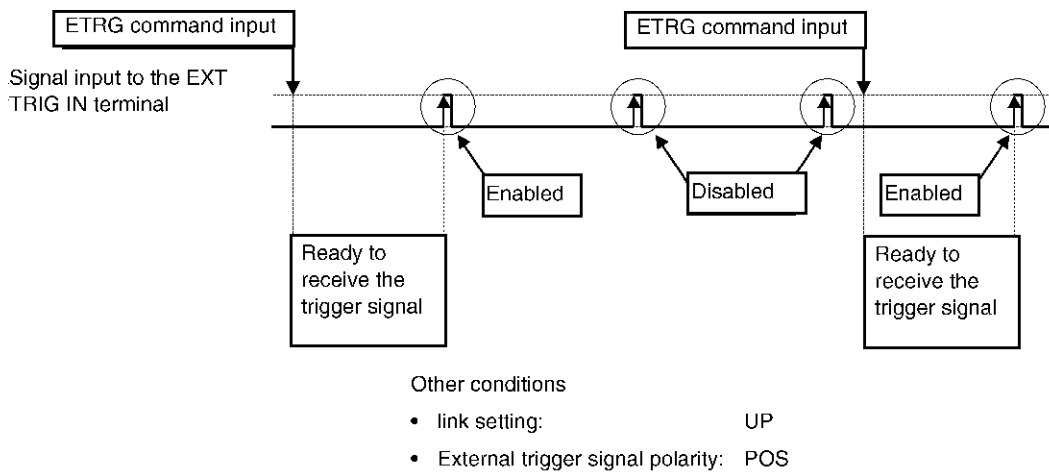 ETRG command input
ETRG command input
Signal input to the EXT
TRIG IN terminal
Enabled
Disabled
Enabled
Ready to
receive the
trigger signal
Ready to
receive the
trigger signal
Other conditions
• link setting: UP
• External trigger signal polarity: POS